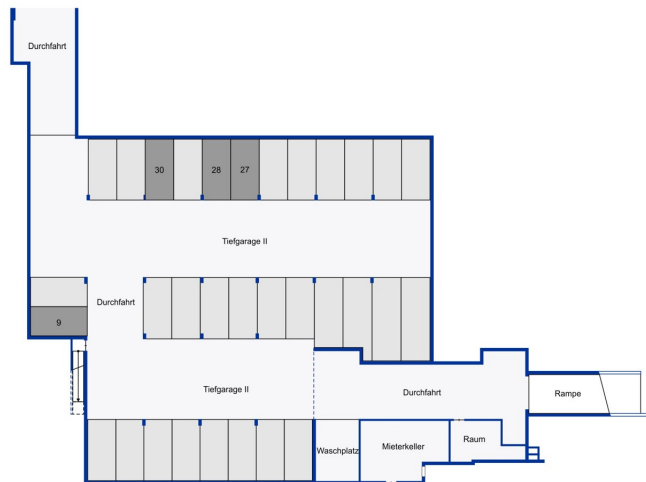 Durchfahrt
30
28
27
Tiefgarage II
Durchfahrt
9
Tiefgarage II
Durchfahrt
Rampe
Waschplatz
Mieterkeller
Raum